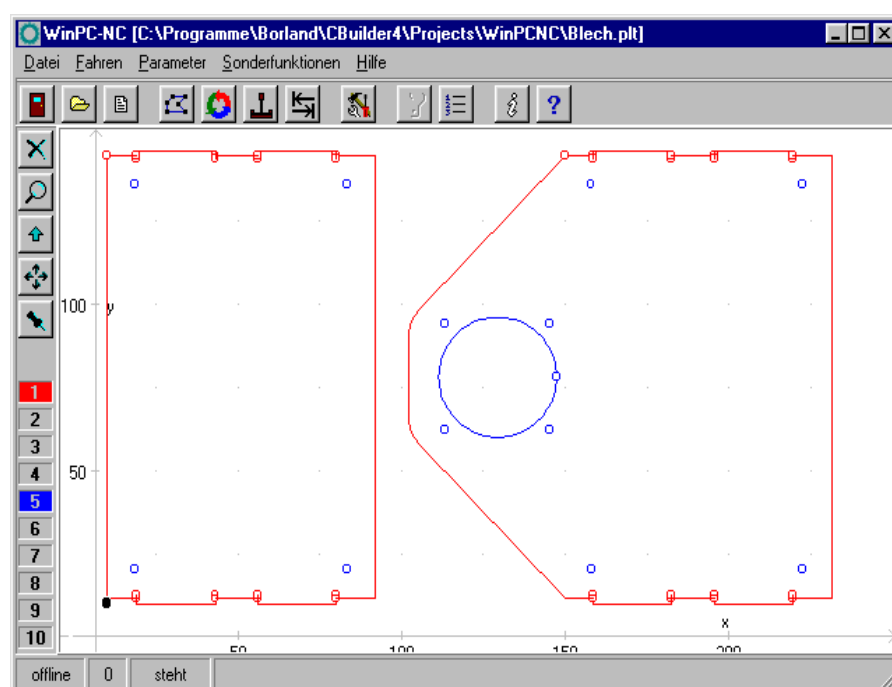 WinPC-NC [C:\Programme\Borland\CBuilder4\Projects\WinPCNC\Blech.plt]
Datei Fahren Parameter Sonderfunktionen Hilfe
100
y
1
2
3
4
50
5
6
7
8
9
x
10
50 100 150 200
offline 0 steht